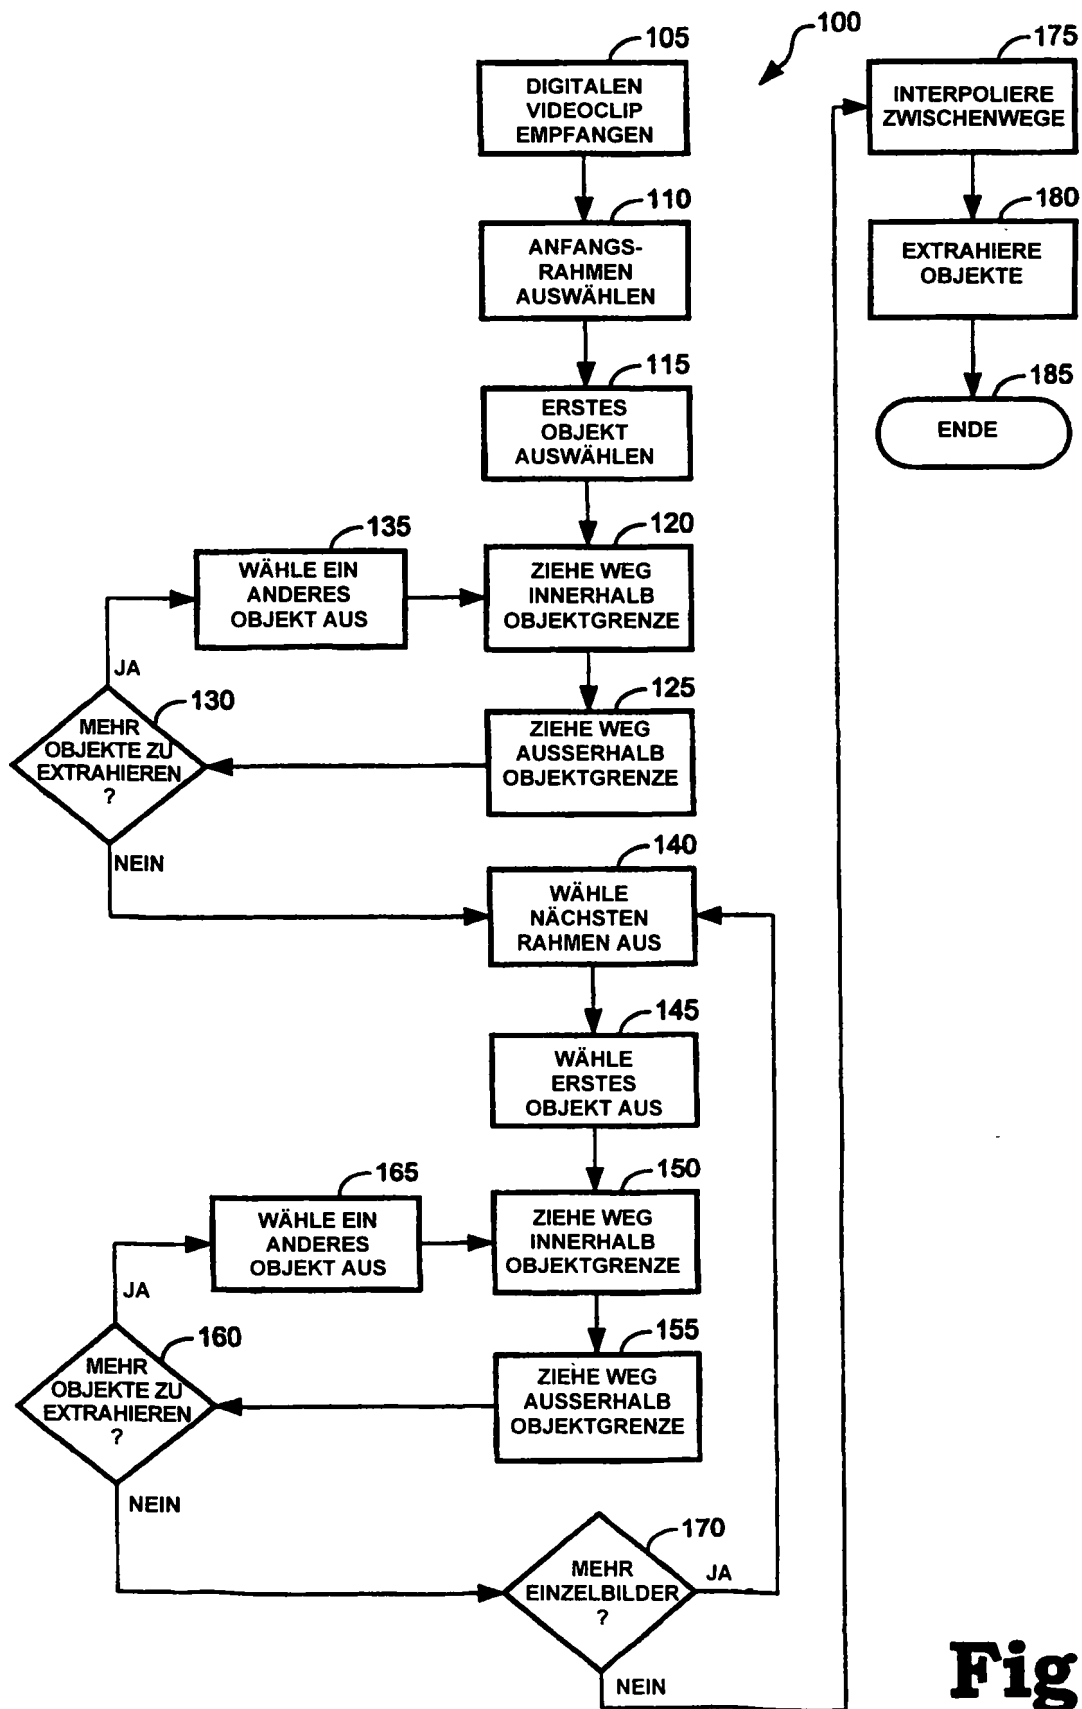 100
105
DIGITALEN
VIDEOCLIP
EMPFANGEN
110
ANFANGS-
RAHMEN
AUSWÄHLEN
115
ERSTES
OBJEKT
AUSWÄHLEN
135
WÄHLE EIN
ANDERES
OBJEKT AUS
120
ZIEHE WEG
INNERHALB
OBJEKTGRENZE
JA
130
MEHR
OBJEKTE ZU
EXTRAHIEREN
?
125
ZIEHE WEG
AUSSERHALB
OBJEKTGRENZE
NEIN
140
WÄHLE
NÄCHSTEN
RAHMEN AUS
145
WÄHLE
ERSTES
OBJEKT AUS
165
WÄHLE EIN
ANDERES
OBJEKT AUS
150
ZIEHE WEG
INNERHALB
OBJEKTGRENZE
JA
160
MEHR
OBJEKTE ZU
EXTRAHIEREN
?
155
ZIEHE WEG
AUSSERHALB
OBJEKTGRENZE
NEIN
170
MEHR
EINZELBILDER
?
JA
NEIN
175
INTERPOLIERE
ZWISCHENWEGE
180
EXTRAHIERE
OBJEKTE
185
ENDE
Fig